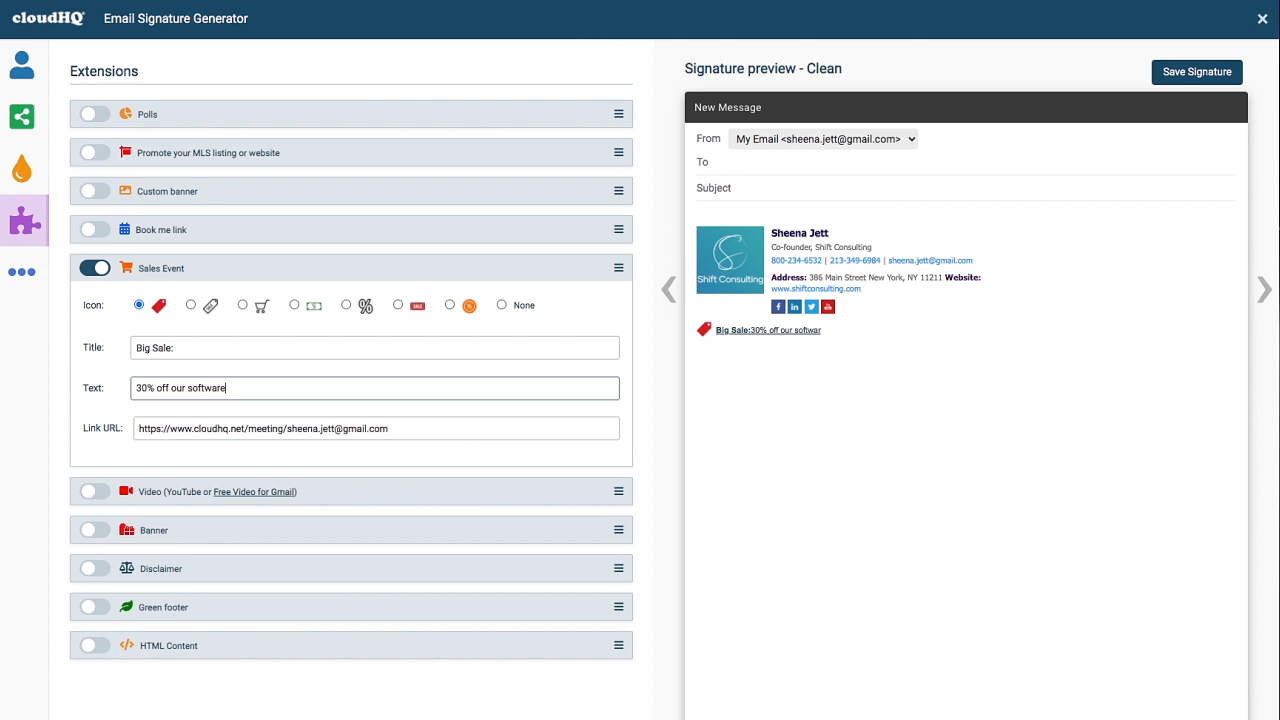 cloudHQ Email Signature Generator
Extensions
Polls
Promote your MLS listing or website
Custom banner
Book me link
Sales Event
Icon: SALE None
Title: Big Sale:
Text: 30% off our software
Link URL: https://www.cloudhq.net/meeting/sheena.jett@gmail.com
Video (YouTube or Free Video for Gmail)
Banner
Disclaimer
Green footer
HTML Content
Signature preview - Clean
Save Signature
New Message
From My Email <sheena.jett@gmail.com>
To
Subject
Shift Consulting
Sheena Jett
Co-founder, Shift Consulting
800-234-6532 | 213-349-6984 | sheena.jett@gmail.com
Address: 386 Main Street New York, NY 11211 Website:
www.shiftconsulting.com
Big Sale:30% off our softwar